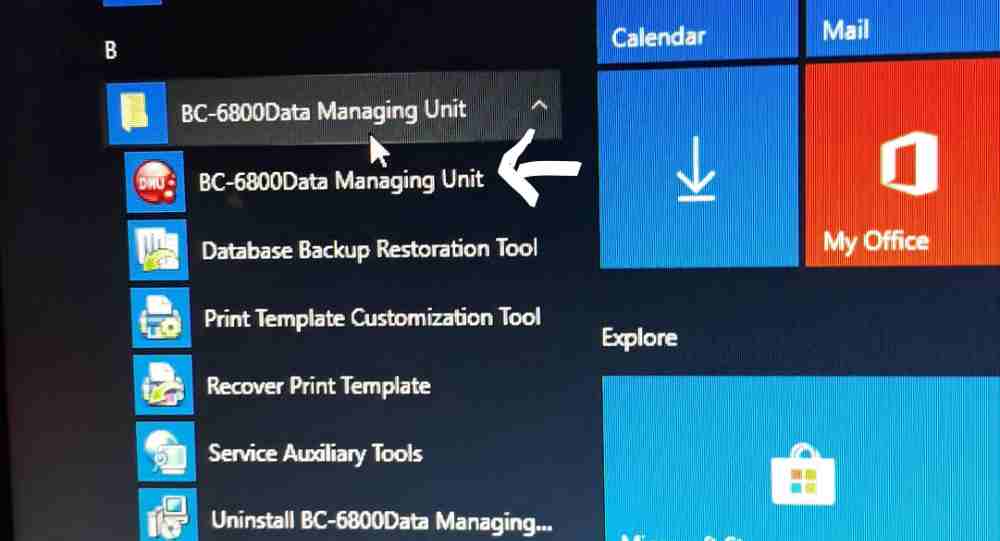 Calendar
Mail
B
BC-6800Data Managing Unit
DMU
BC-6800Data Managing Unit
Database Backup Restoration Tool
My Office
Print Template Customization Tool
Explore
Recover Print Template
Service Auxiliary Tools
Uninstall BC-6800Data Managing...